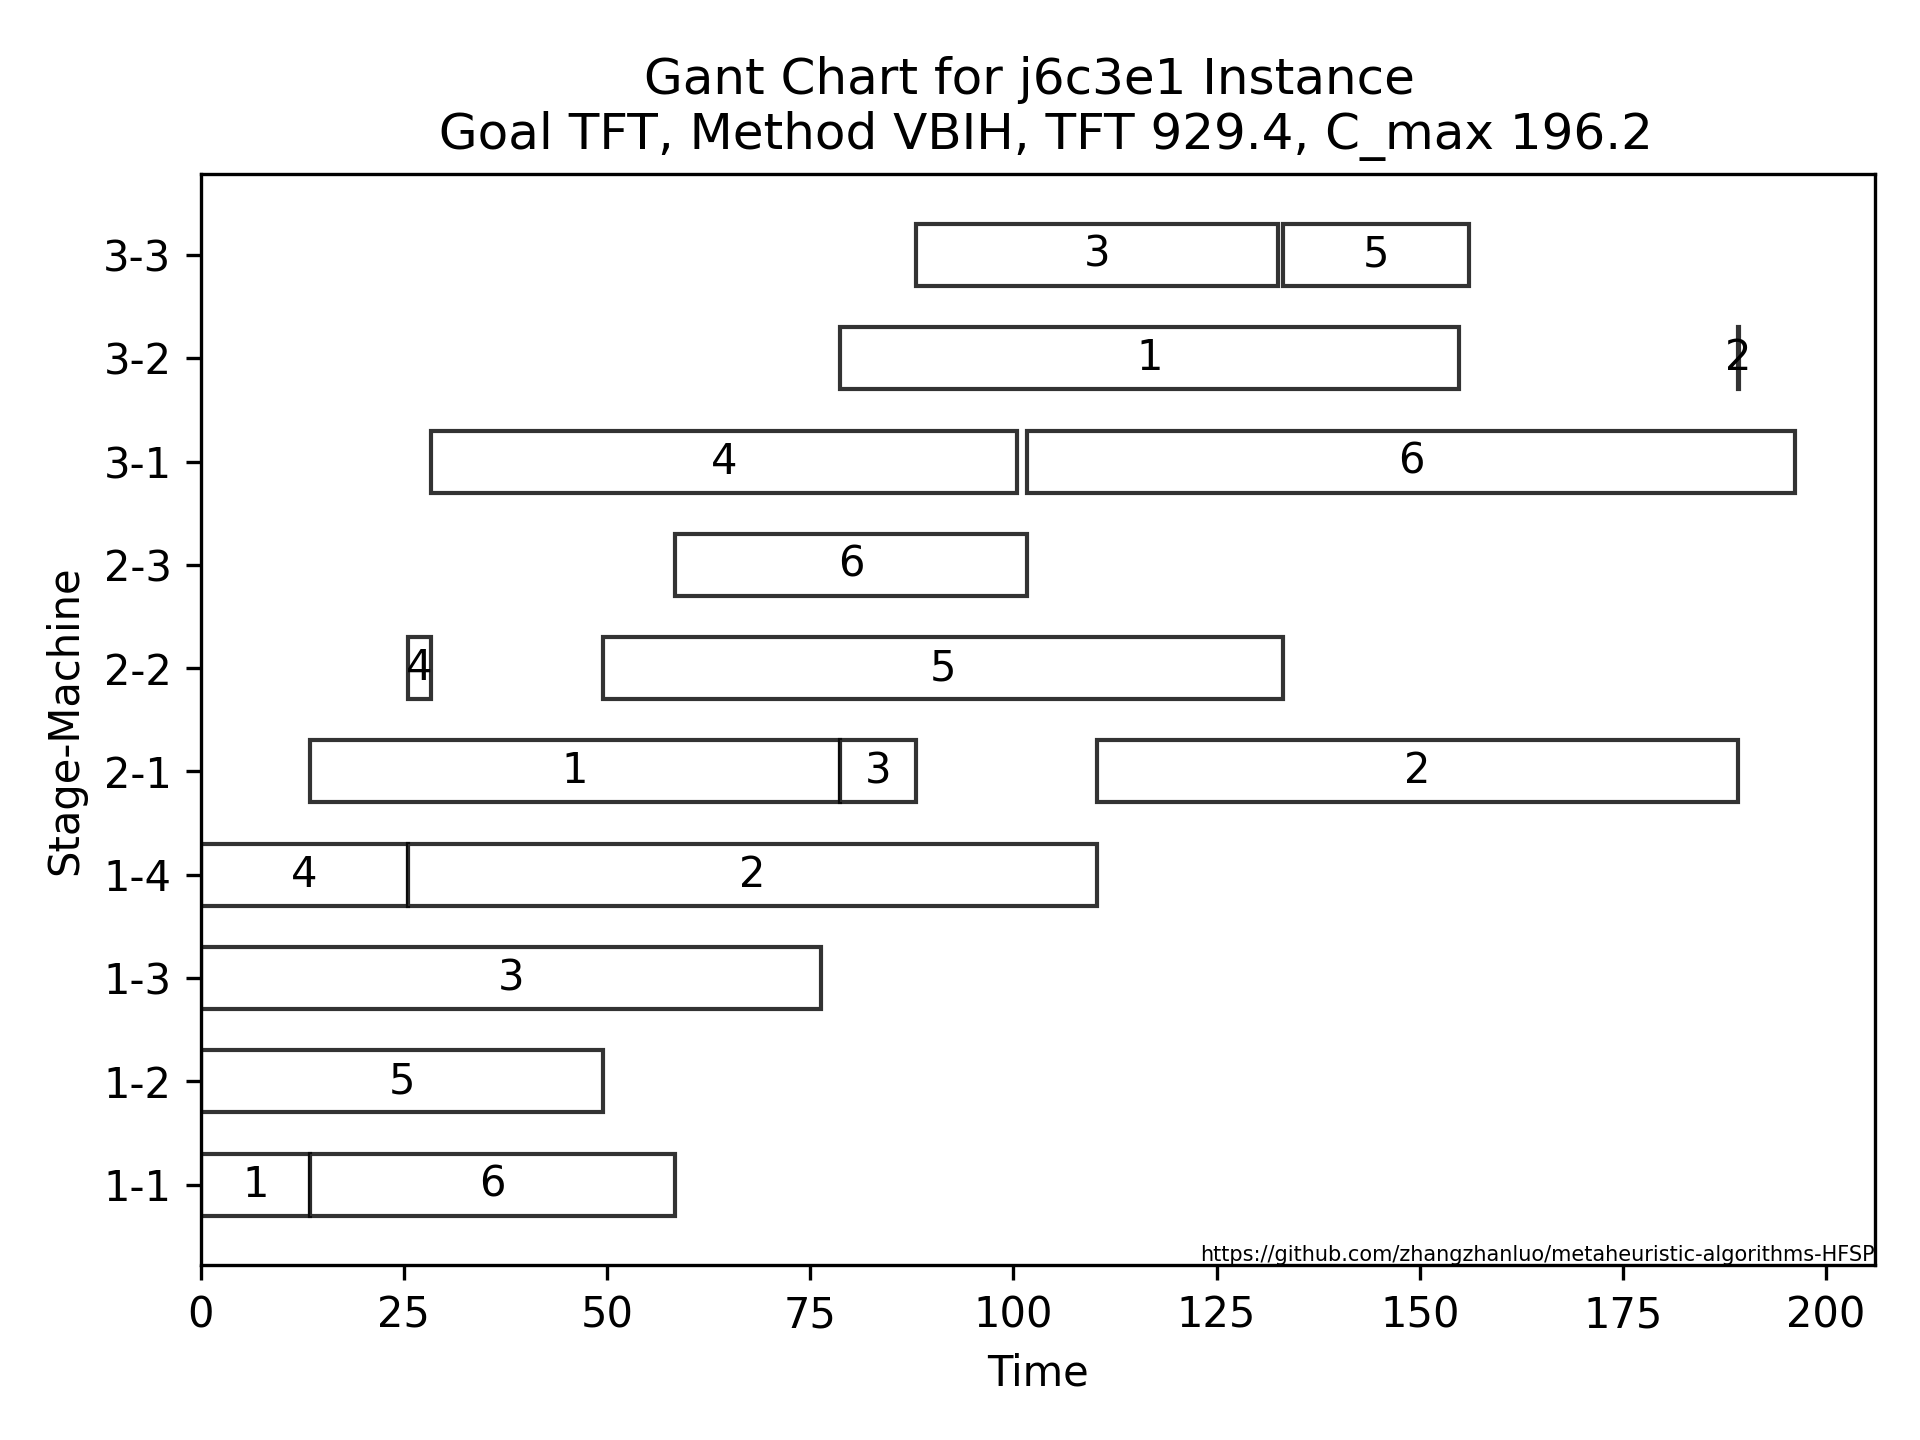 Gant Chart for j6c3e1 Instance
Goal TFT, Method VBIH, TFT 929.4, C_max 196.2
Stage-Machine
3-3 3 5
3-2 1 2
3-1 4 6
2-3 6
2-2 4 5
2-1 1 3 2
1-4 4 2
1-3 3
1-2 5
1-1 1 6
https://github.com/zhangzhanluo/metaheuristic-algorithms-HFSP
0 25 50 75 100 125 150 175 200
Time